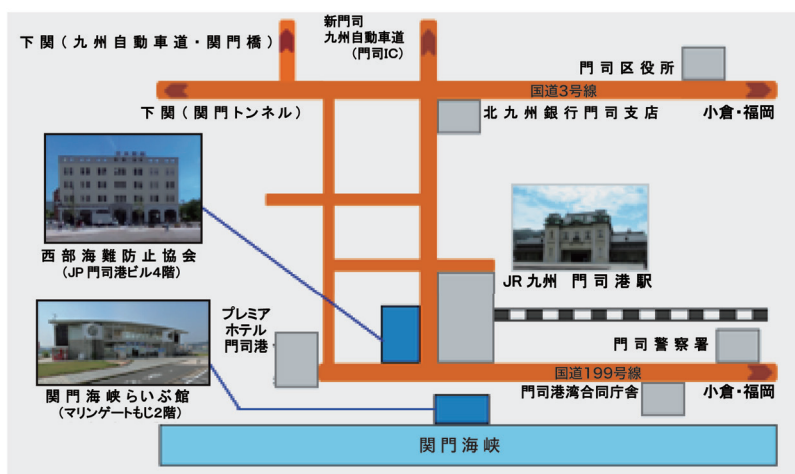 新門司
九州自動車道
(門司IC)
下関(九州自動車道・関門橋)
門司区役所
国道3号線
下関(関門トンネル)
北九州銀行門司支店
小倉・福岡
西部海難防止協会
(JP 門司港ビル4階)
JR九州 門司港駅
プレミア
ホテル
門司港
門司警察署
国道199号線
関門海峡らいぶ館
(マリンゲートもじ2階)
門司港湾合同庁舎
小倉・福岡
関門海峡